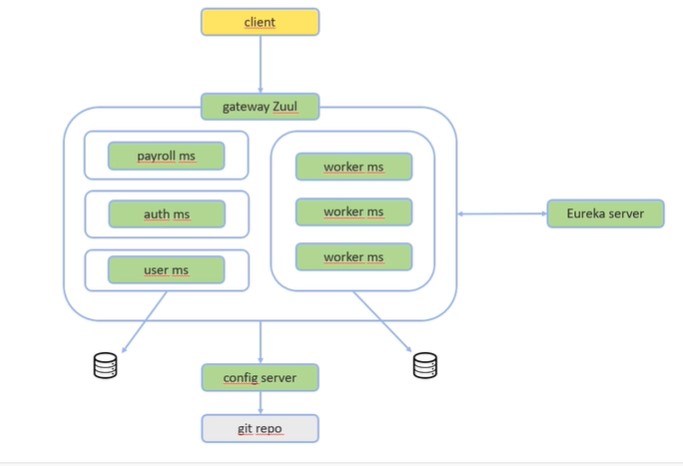 client
gateway Zuul
payroll ms
auth ms
user ms
worker ms
worker ms
worker ms
Eureka server
config server
git repo